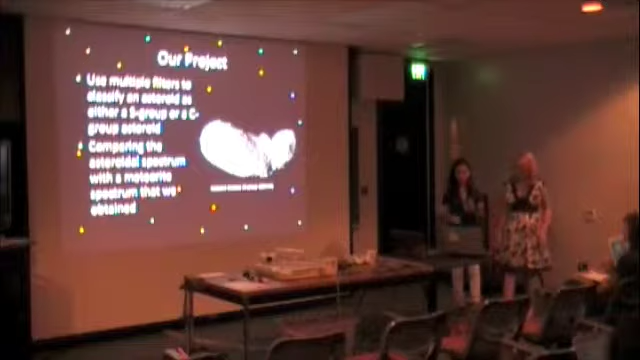 Our Project
Use multiple filters to
classify an asteroid as
either a S-group or a C-
group asteroid
Comparing the
asteroidal spectrum
with a meteorite
spectrum that we
obtained